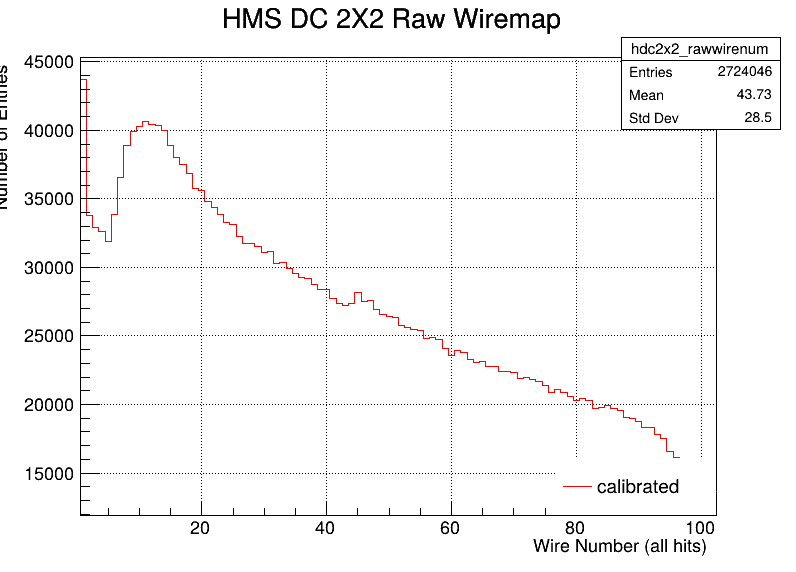 HMS DC 2X2 Raw Wiremap
hdc2x2_rawwirenum
Entries 2724046
Mean 43.73
Std Dev 28.5
Number of Entries
45000
40000
35000
30000
25000
20000
15000
calibrated
20 40 60 80 100
Wire Number (all hits)